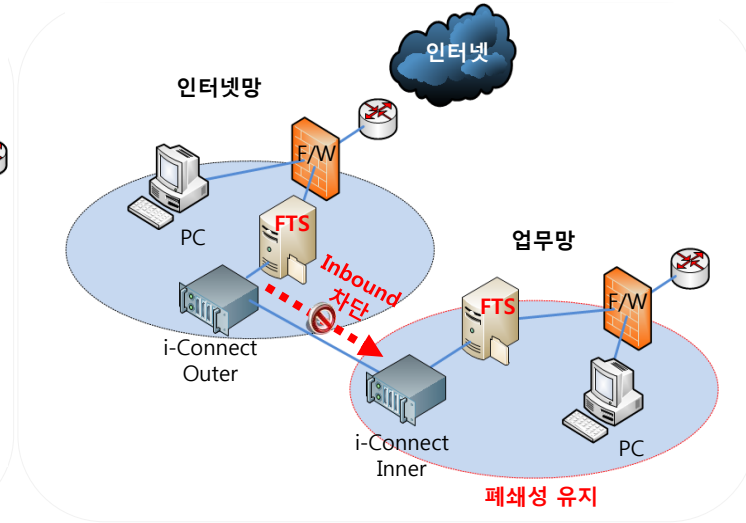 인터넷
인터넷망
F/W
PC
FTS
Inbound
차단
i-Connect
Outer
업무망
FTS
F/W
i-Connect
Inner
PC
폐쇄성 유지